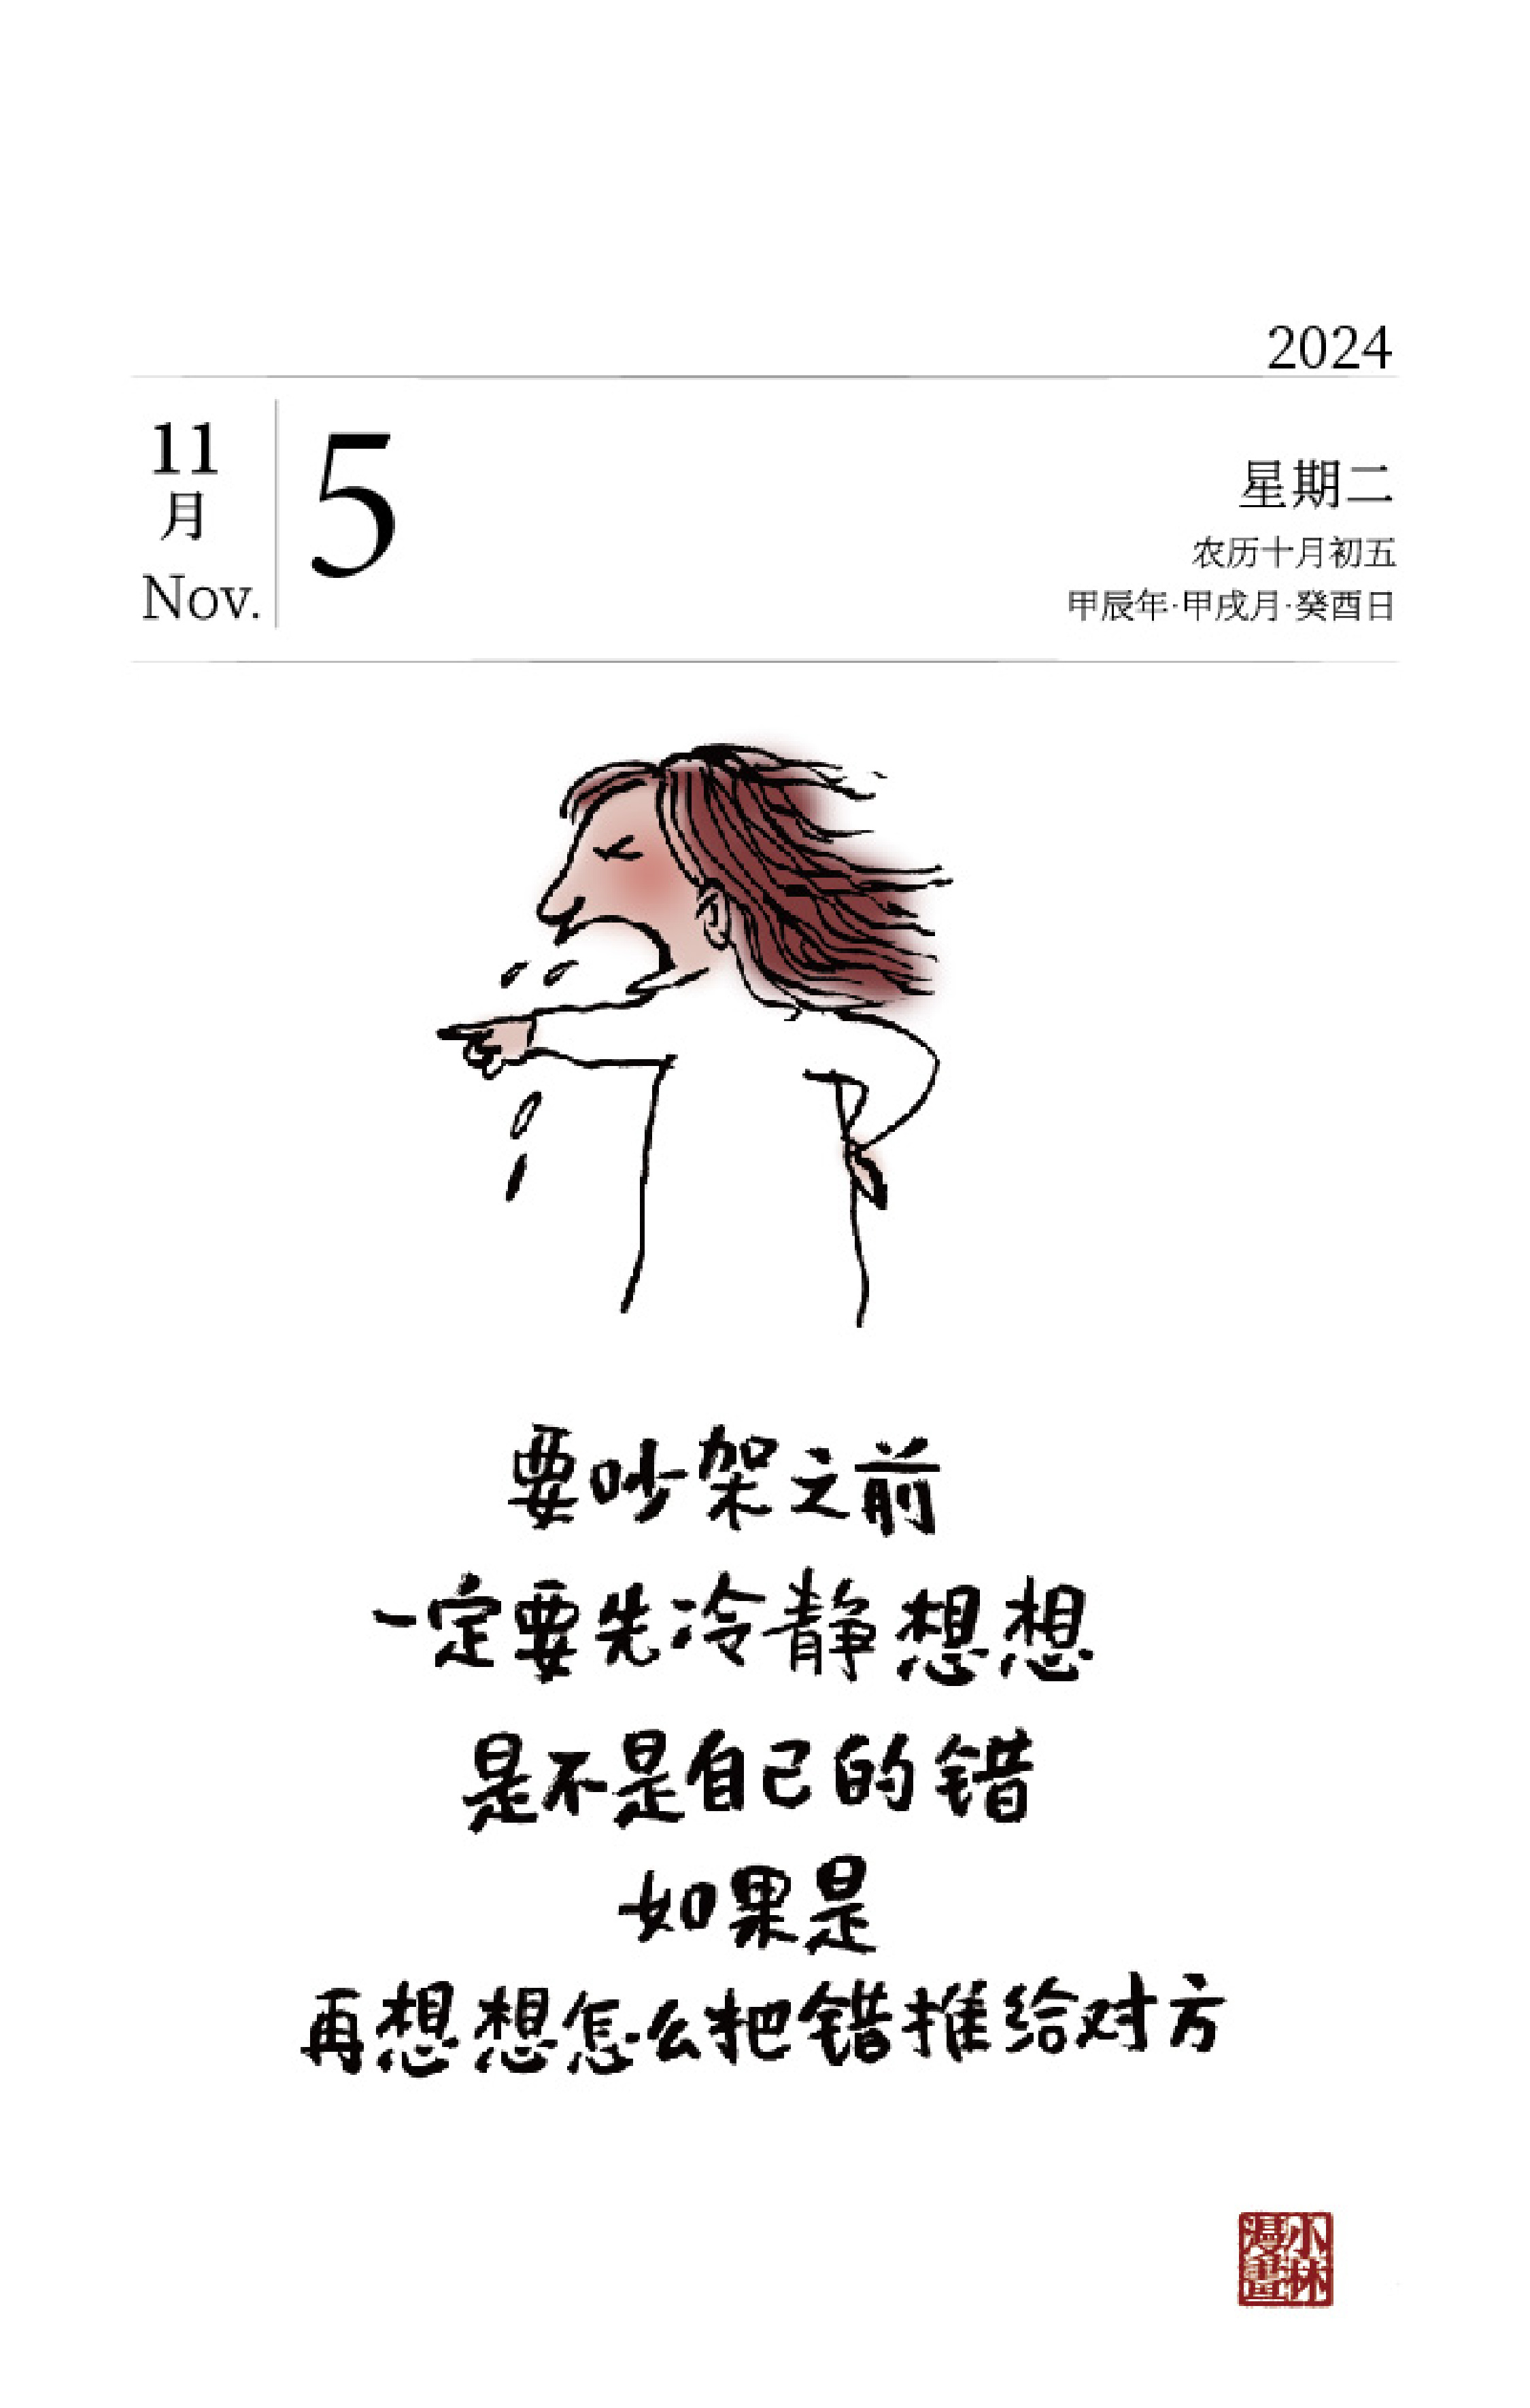 2024
11
月
Nov.
5
星期二
农历十月初五
甲辰年·甲戌月·癸酉日
要吵架之前
一定要先冷静想想
是不是自己的错
如果是
再想想怎么把错推给对方
小林
漫畫